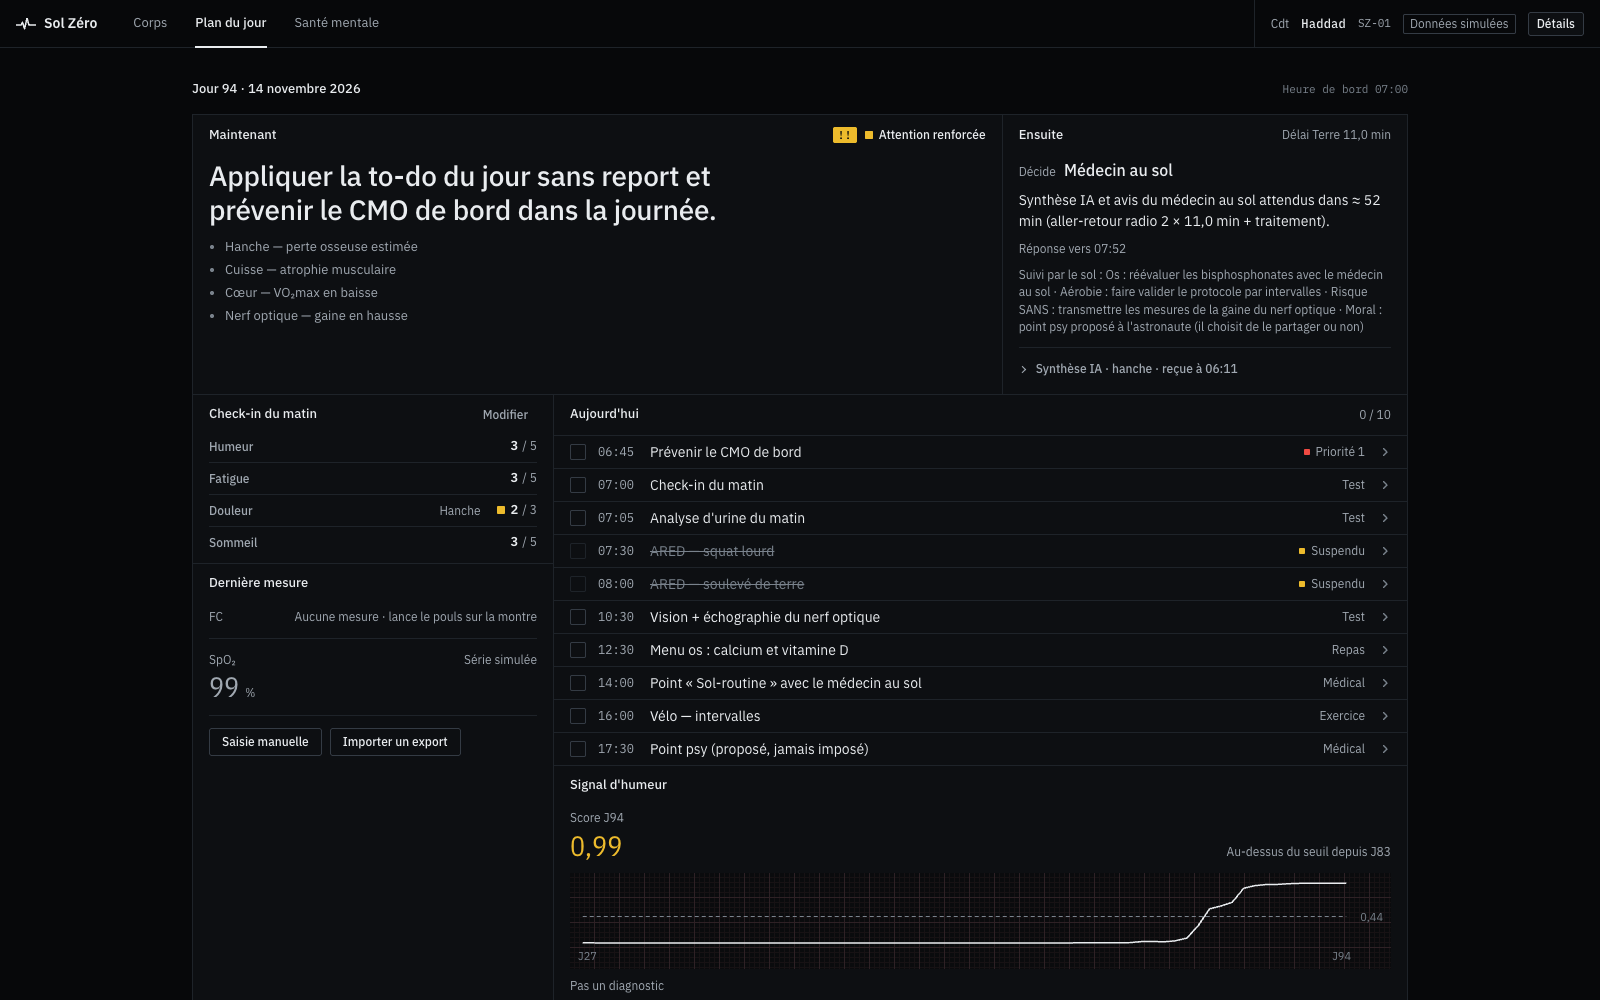 Sol Zéro
Corps
Plan du jour
Santé mentale
Cdt Haddad SZ-01
Données simulées
Détails
Jour 94 · 14 novembre 2026
Heure de bord 07:00
Maintenant
!! Attention renforcée
Appliquer la to-do du jour sans report et
prévenir le CMO de bord dans la journée.
• Hanche — perte osseuse estimée
• Cuisse — atrophie musculaire
• Cœur — VO₂max en baisse
• Nerf optique — gaine en hausse
Ensuite
Délai Terre 11,0 min
Décide Médecin au sol
Synthèse IA et avis du médecin au sol attendus dans ≈ 52
min (aller-retour radio 2 × 11,0 min + traitement).
Réponse vers 07:52
Suivi par le sol : Os : réévaluer les bisphosphonates avec le médecin
au sol · Aérobie : faire valider le protocole par intervalles · Risque
SANS : transmettre les mesures de la gaine du nerf optique · Moral :
point psy proposé à l'astronaute (il choisit de le partager ou non)
Synthèse IA · hanche · reçue à 06:11
Check-in du matin
Modifier
Humeur 3 / 5
Fatigue 3 / 5
Douleur Hanche 2 / 3
Sommeil 3 / 5
Dernière mesure
FC Aucune mesure · lance le pouls sur la montre
SpO₂ Série simulée
99 %
Saisie manuelle
Importer un export
Aujourd'hui
0 / 10
06:45 Prévenir le CMO de bord Priorité 1
07:00 Check-in du matin Test
07:05 Analyse d'urine du matin Test
07:30 ARED — squat lourd Suspendu
08:00 ARED — soulevé de terre Suspendu
10:30 Vision + échographie du nerf optique Test
12:30 Menu os : calcium et vitamine D Repas
14:00 Point « Sol-routine » avec le médecin au sol Médical
16:00 Vélo — intervalles Exercice
17:30 Point psy (proposé, jamais imposé) Médical
Signal d'humeur
Score J94
0,99
Au-dessus du seuil depuis J83
0,44
J27
J94
Pas un diagnostic